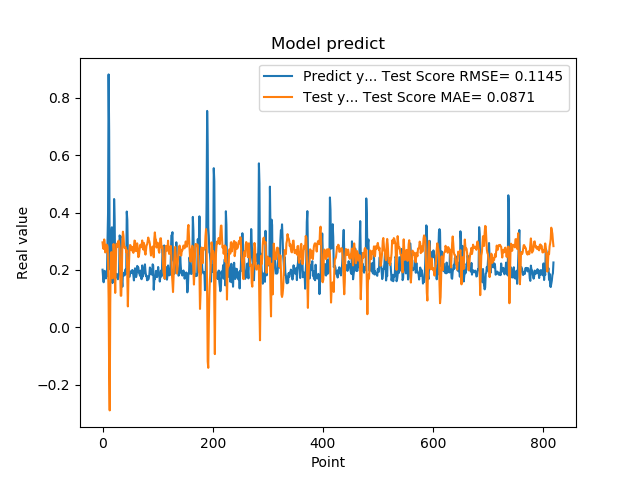 Model predict
Predict y... Test Score RMSE= 0.1145
Test y... Test Score MAE= 0.0871
Real value
0.8
0.6
0.4
0.2
0.0
−0.2
0
200
400
600
800
Point